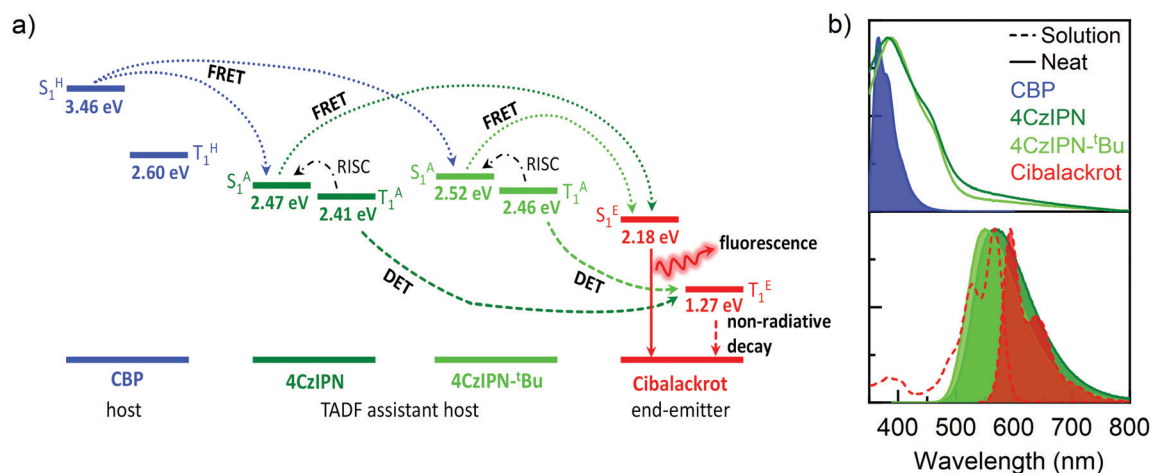 a)
FRET
S₁ᴴ
3.46 eV
FRET
FRET
T₁ᴴ
2.60 eV
RISC
RISC
S₁ᴬ
2.47 eV
T₁ᴬ
2.41 eV
S₁ᴬ
2.52 eV
T₁ᴬ
2.46 eV
S₁ᴱ
2.18 eV
fluorescence
DET
DET
T₁ᴱ
1.27 eV
non-radiative
decay
CBP
4CzIPN
4CzIPN-ᵗBu
Cibalackrot
host
TADF assistant host
end-emitter
b)
Solution
Neat
CBP
4CzIPN
4CzIPN-ᵗBu
Cibalackrot
400 500 600 700 800
Wavelength (nm)